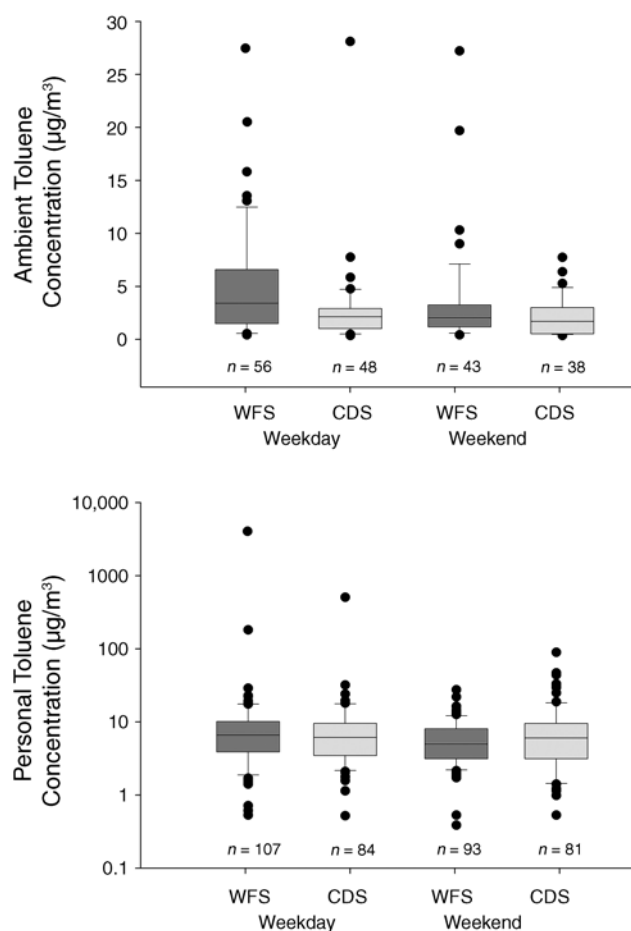 Ambient Toluene
Concentration (µg/m³)
30
25
20
15
10
5
0
n = 56
n = 48
n = 43
n = 38
WFS
CDS
WFS
CDS
Weekday
Weekend
Personal Toluene
Concentration (µg/m³)
10,000
1000
100
10
1
0.1
n = 107
n = 84
n = 93
n = 81
WFS
CDS
WFS
CDS
Weekday
Weekend